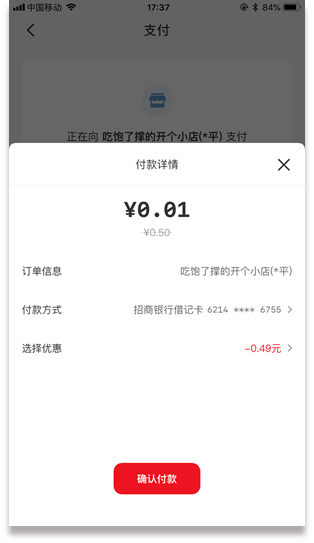 中国移动 17:37 84%
支付
正在向 吃饱了撑的开个小店(*平) 支付
付款详情
¥0.01
¥0.50
订单信息 吃饱了撑的开个小店(*平)
付款方式 招商银行借记卡 6214 **** 6755
选择优惠 -0.49元
确认付款